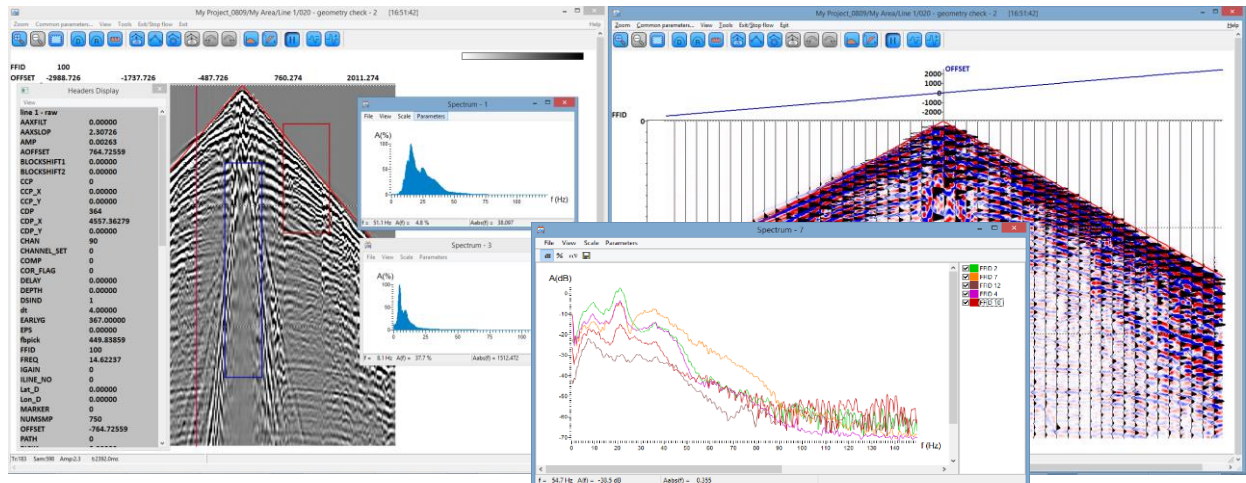 My Project_0809/My Area/Line 1/020 - geometry check - 2 [16:51:42]
Zoom Common parameters... View Tools Exit/Stop flow Exit Help
FFID 100
OFFSET -2988.726 -1737.726 -487.726 760.274 2011.274
Headers Display
View
line 1 - raw
AAXFILT 0.00000
AAXSLOP 2.30726
AMP 0.00263
AOFFSET 764.72559
BLOCKSHIFT1 0.00000
BLOCKSHIFT2 0.00000
CCP 0
CCP_X 0.00000
CCP_Y 0.00000
CDP 364
CDP_X 4557.36279
CDP_Y 0.00000
CHAN 90
CHANNEL_SET 0
COMP 0
COR_FLAG 0
DELAY 0.00000
DEPTH 0.00000
DSIND 1
dt 4.00000
EARLYG 367.00000
EPS 0.00000
fbpick 449.83859
FFID 100
FREQ 14.62237
IGAIN 0
ILINE_NO 0
Lat_D 0.00000
Lon_D 0.00000
MARKER 0
NUMSMP 750
OFFSET -764.72559
PATH 0
Tr:183 Sam:598 Amp:2.3 t:2392.0ms
Spectrum - 1
File View Scale Parameters
A(%)
100
50
0
0 25 50 75 100 f (Hz)
f = 51.1 Hz A(f) = 4.8 % Aabs(f) = 38.097
Spectrum - 3
File View Scale Parameters
A(%)
100
50
0
0 25 50 75 100
f = 8.1 Hz A(f) = 37.7 % Aabs(f) = 1512.472
My Project_0809/My Area/Line 1/020 - geometry check - 2 [16:51:42]
Zoom Common parameters... View Tools Exit/Stop flow Exit Help
OFFSET
2000
1000
0
-1000
-2000
FFID
0
Spectrum - 7
File View Scale Parameters
dB %
A(dB)
0
-10
-20
-30
-40
-50
-60
-70
0 10 20 30 40 50 60 70 80 90 100 110 120 130 140 f (Hz)
FFID 2
FFID 7
FFID 12
FFID 4
f = 54.7 Hz A(f) = -38.5 dB Aabs(f) = 0.355